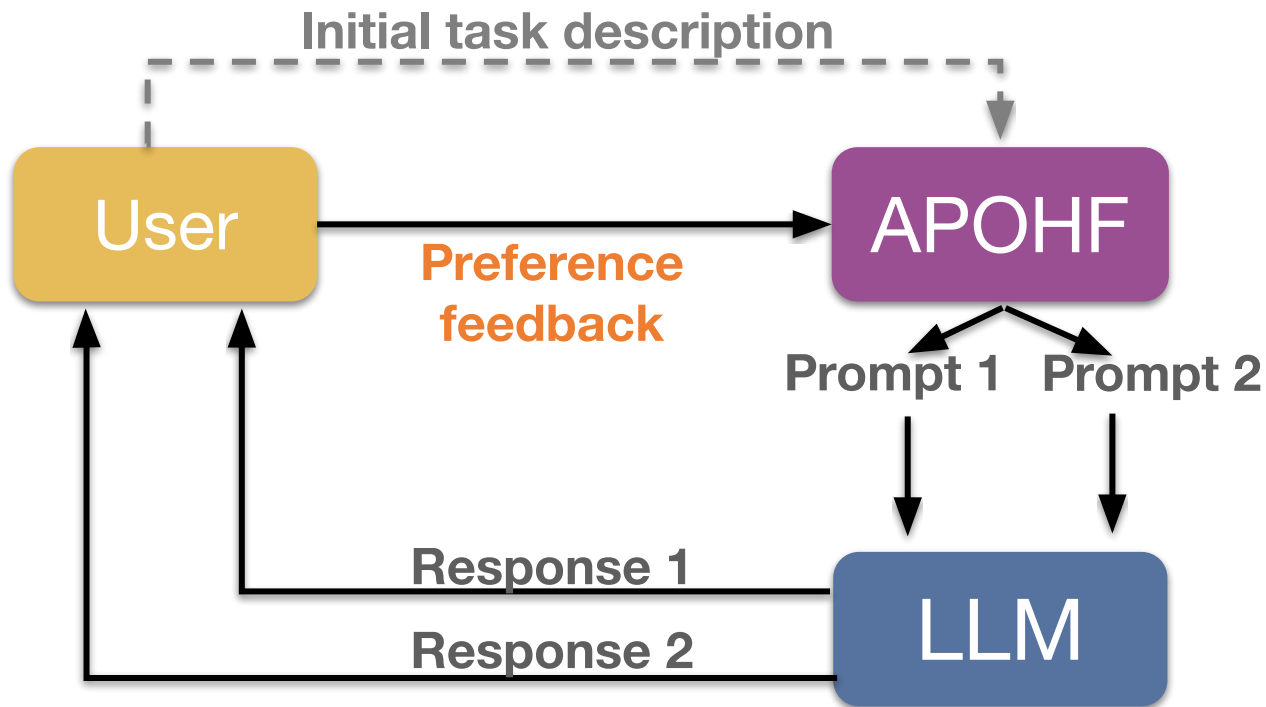 Initial task description
User
APOHF
Preference
feedback
Prompt 1
Prompt 2
Response 1
Response 2
LLM